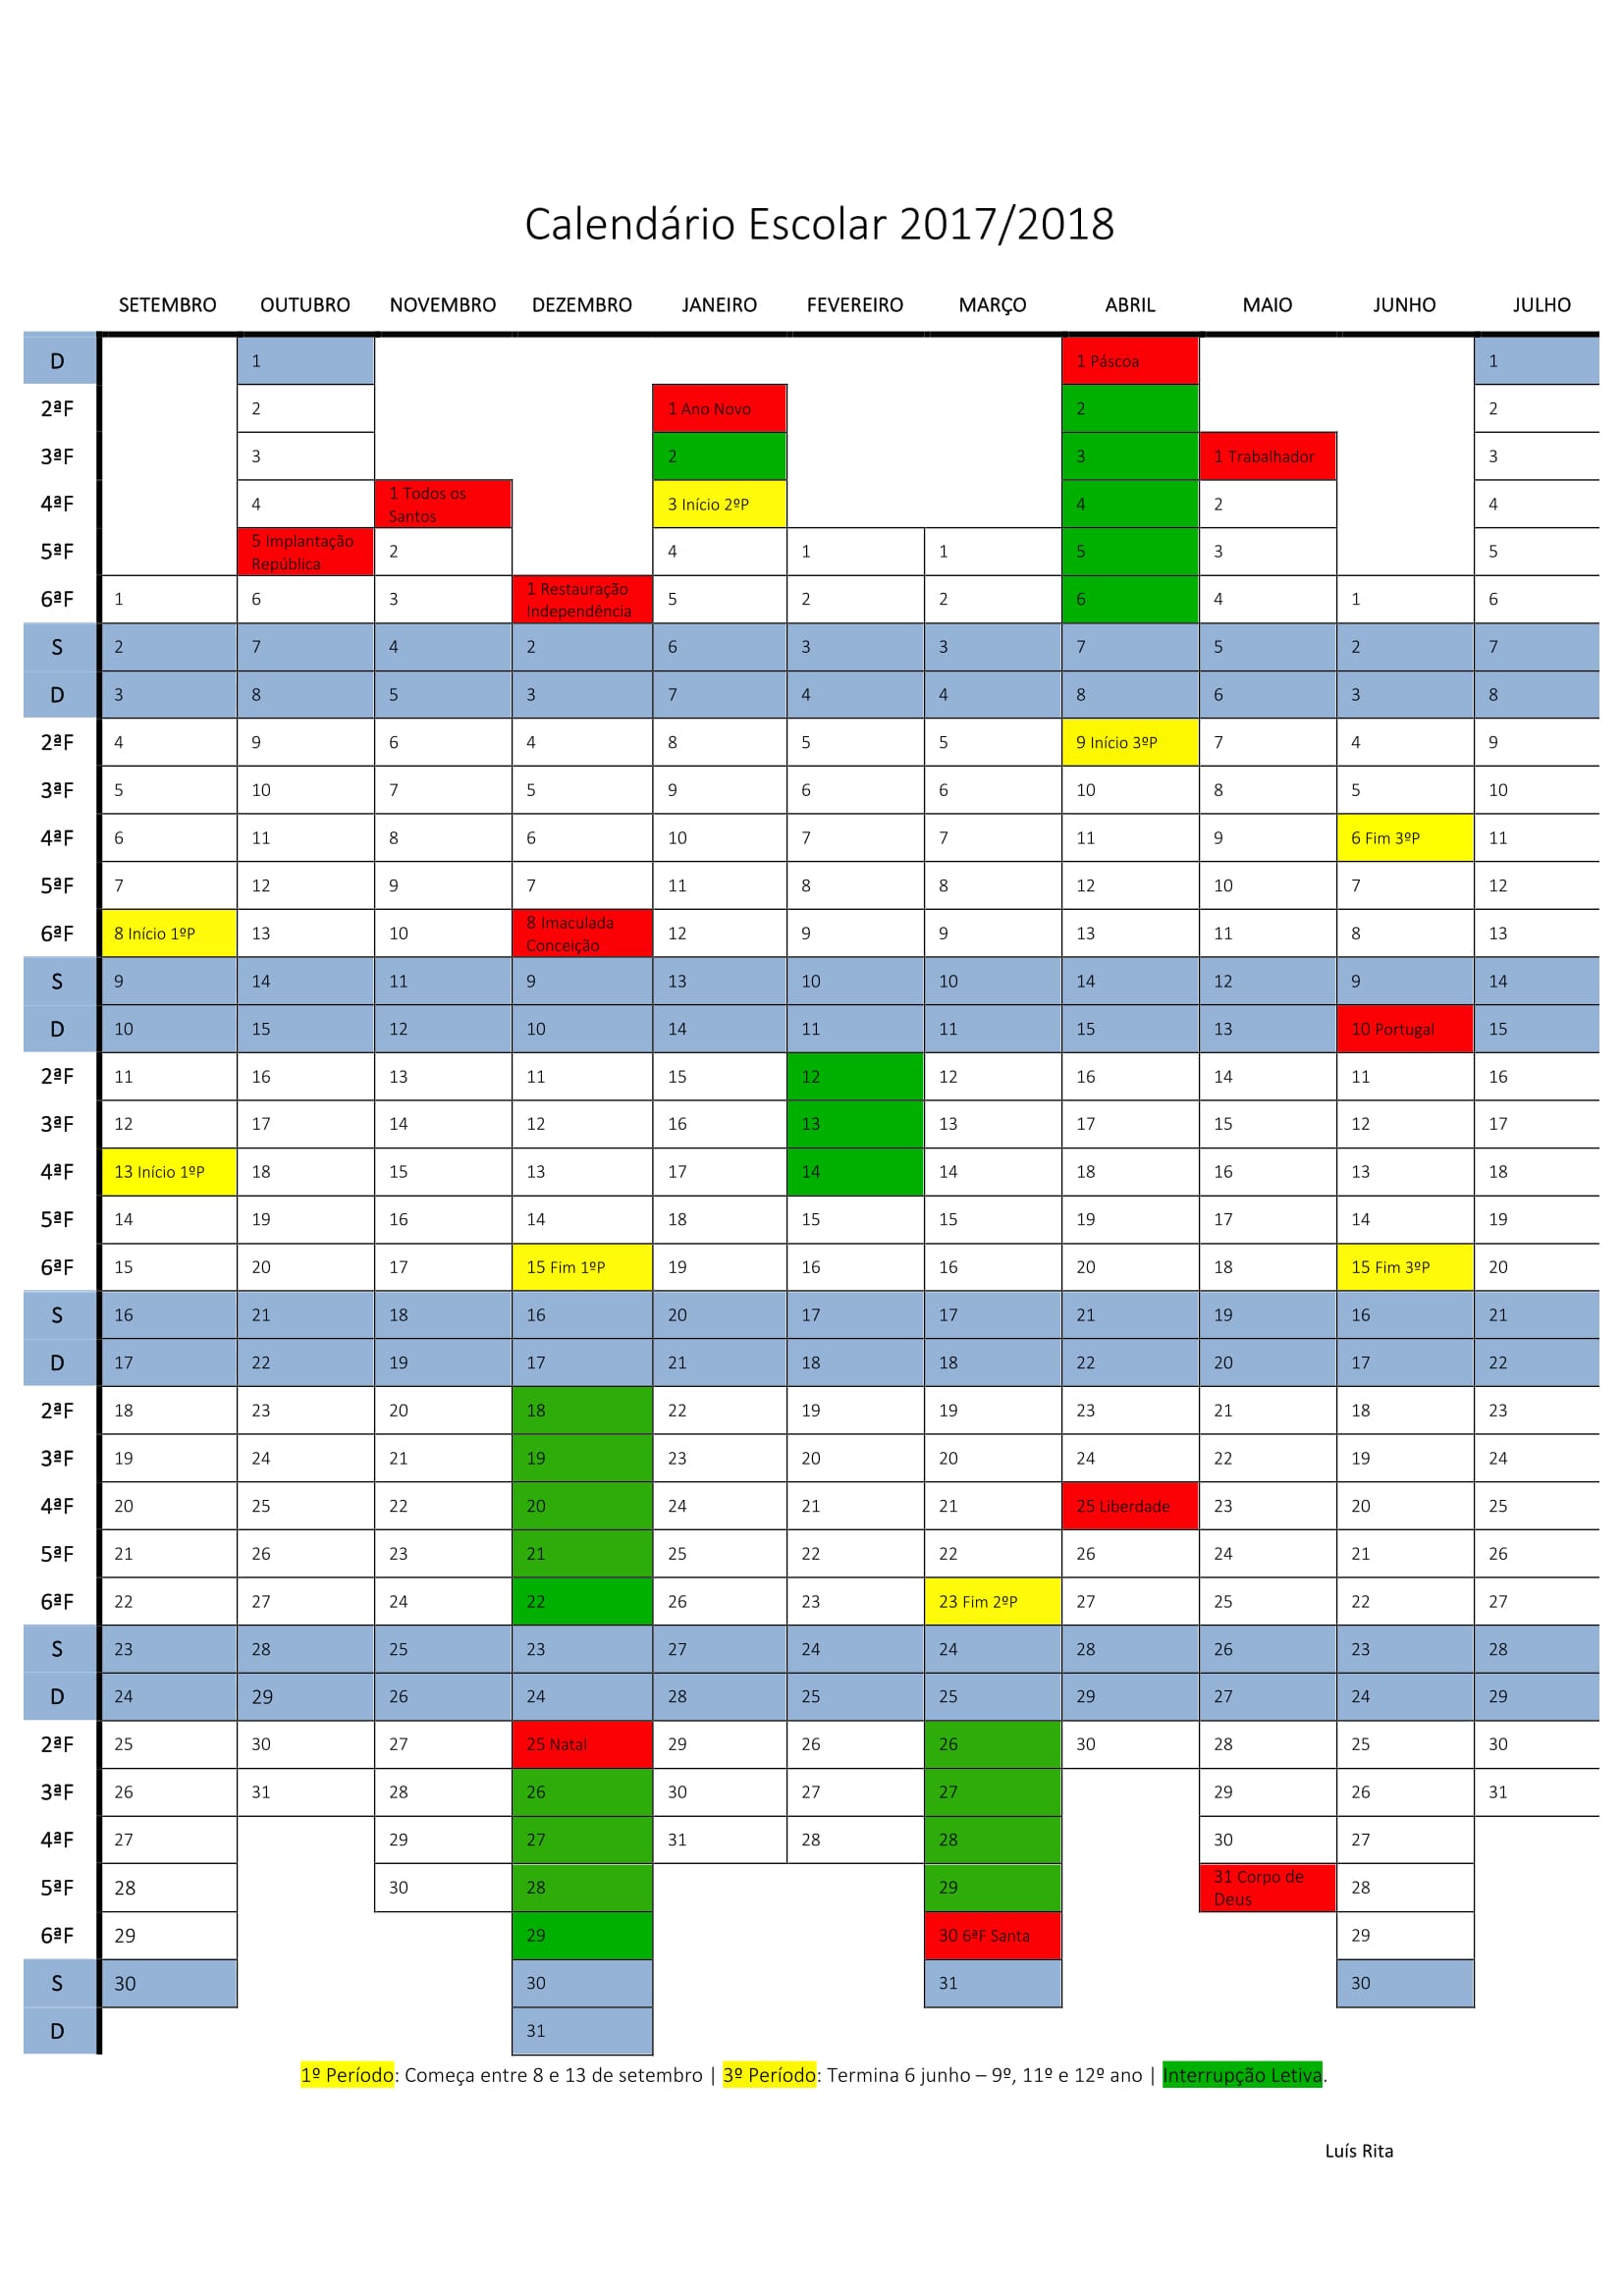 Calendário Escolar 2017/2018
SETEMBRO OUTUBRO NOVEMBRO DEZEMBRO JANEIRO FEVEREIRO MARÇO ABRIL MAIO JUNHO JULHO
D 1 1 Páscoa 1
2ªF 2 1 Ano Novo 2 2
3ªF 3 2 3 1 Trabalhador 3
4ªF 4 1 Todos os Santos 3 Início 2ºP 4 2 4
5ªF 5 Implantação República 2 4 1 1 5 3 5
6ªF 1 6 3 1 Restauração Independência 5 2 2 6 4 1 6
S 2 7 4 2 6 3 3 7 5 2 7
D 3 8 5 3 7 4 4 8 6 3 8
2ªF 4 9 6 4 8 5 5 9 Início 3ºP 7 4 9
3ªF 5 10 7 5 9 6 6 10 8 5 10
4ªF 6 11 8 6 10 7 7 11 9 6 Fim 3ºP 11
5ªF 7 12 9 7 11 8 8 12 10 7 12
6ªF 8 Início 1ºP 13 10 8 Imaculada Conceição 12 9 9 13 11 8 13
S 9 14 11 9 13 10 10 14 12 9 14
D 10 15 12 10 14 11 11 15 13 10 Portugal 15
2ªF 11 16 13 11 15 12 12 16 14 11 16
3ªF 12 17 14 12 16 13 13 17 15 12 17
4ªF 13 Início 1ºP 18 15 13 17 14 14 18 16 13 18
5ªF 14 19 16 14 18 15 15 19 17 14 19
6ªF 15 20 17 15 Fim 1ºP 19 16 16 20 18 15 Fim 3ºP 20
S 16 21 18 16 20 17 17 21 19 16 21
D 17 22 19 17 21 18 18 22 20 17 22
2ªF 18 23 20 18 22 19 19 23 21 18 23
3ªF 19 24 21 19 23 20 20 24 22 19 24
4ªF 20 25 22 20 24 21 21 25 Liberdade 23 20 25
5ªF 21 26 23 21 25 22 22 26 24 21 26
6ªF 22 27 24 22 26 23 23 Fim 2ºP 27 25 22 27
S 23 28 25 23 27 24 24 28 26 23 28
D 24 29 26 24 28 25 25 29 27 24 29
2ªF 25 30 27 25 Natal 29 26 26 30 28 25 30
3ªF 26 31 28 26 30 27 27 29 26 31
4ªF 27 29 27 31 28 28 30 27
5ªF 28 30 28 29 31 Corpo de Deus 28
6ªF 29 29 30 6ªF Santa 29
S 30 30 31 30
D 31
1º Período: Começa entre 8 e 13 de setembro | 3º Período: Termina 6 junho – 9º, 11º e 12º ano | Interrupção Letiva.
Luís Rita